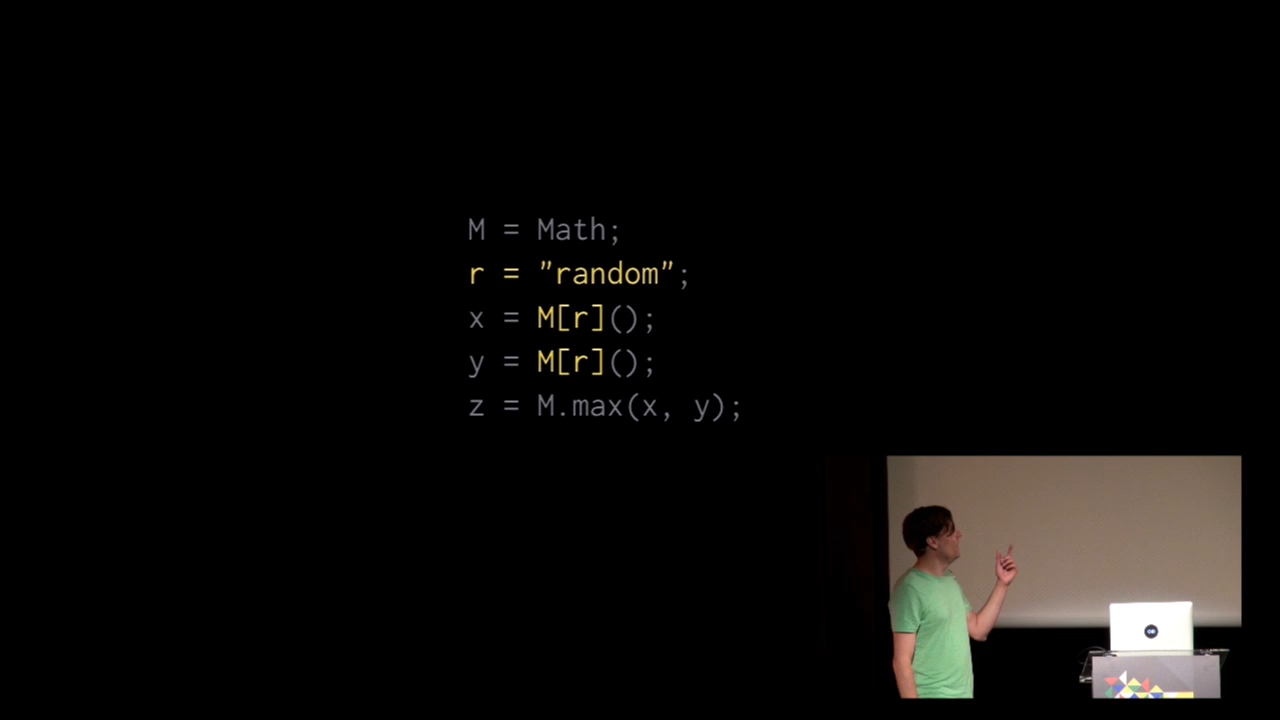 M = Math;
r = "random";
x = M[r]();
y = M[r]();
z = M.max(x, y);